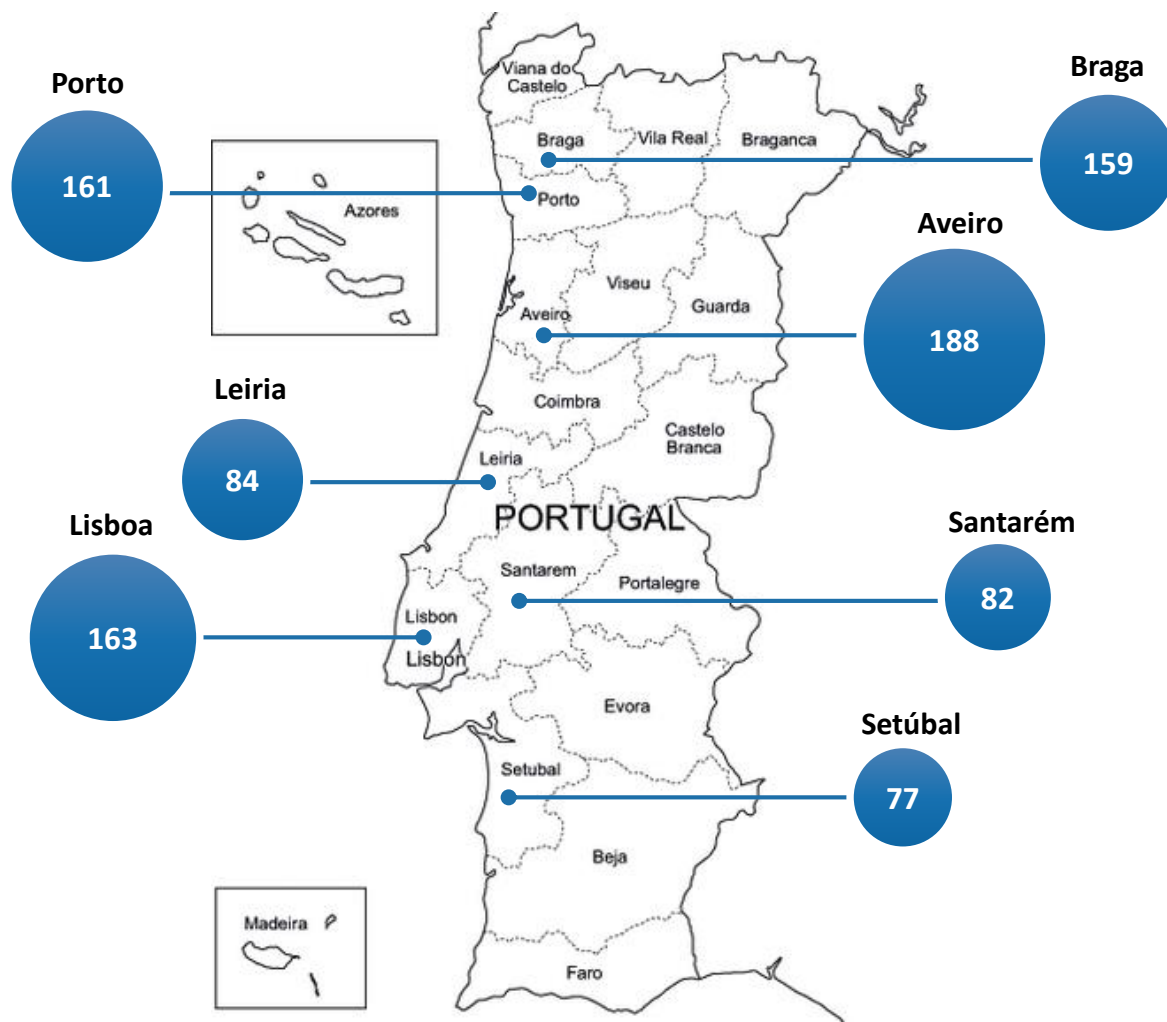 Porto
161
Braga
159
Aveiro
188
Leiria
84
Lisboa
163
Santarém
82
Setúbal
77
Viana do
Castelo
Braga
Vila Real
Braganca
Porto
Azores
Viseu
Guarda
Aveiro
Coimbra
Castelo
Branca
Leiria
PORTUGAL
Santarem
Portalegre
Lisbon
Lisbon
Evora
Setubal
Beja
Madeira
Faro